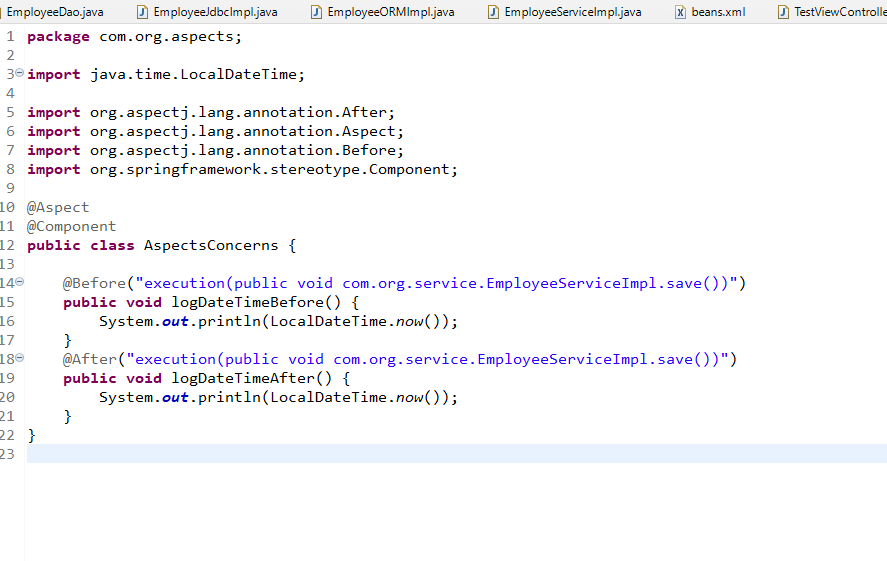 EmployeeDao.java EmployeeJdbcImpl.java EmployeeORMImpl.java EmployeeServiceImpl.java beans.xml TestViewControlle
1 package com.org.aspects;
2
3 import java.time.LocalDateTime;
4
5 import org.aspectj.lang.annotation.After;
6 import org.aspectj.lang.annotation.Aspect;
7 import org.aspectj.lang.annotation.Before;
8 import org.springframework.stereotype.Component;
9
10 @Aspect
11 @Component
12 public class AspectsConcerns {
13
14     @Before("execution(public void com.org.service.EmployeeServiceImpl.save())")
15     public void logDateTimeBefore() {
16         System.out.println(LocalDateTime.now());
17     }
18     @After("execution(public void com.org.service.EmployeeServiceImpl.save())")
19     public void logDateTimeAfter() {
20         System.out.println(LocalDateTime.now());
21     }
22 }
23